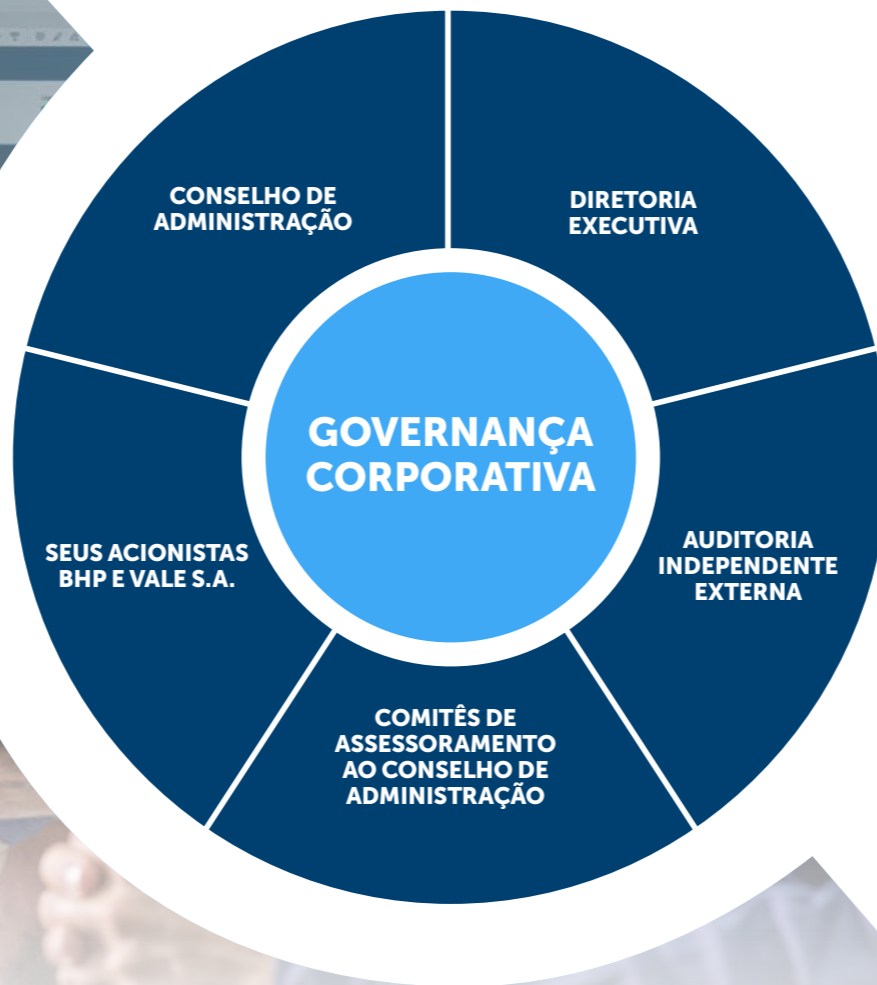 CONSELHO DE
ADMINISTRAÇÃO
DIRETORIA
EXECUTIVA
GOVERNANÇA
CORPORATIVA
SEUS ACIONISTAS
BHP E VALE S.A.
AUDITORIA
INDEPENDENTE
EXTERNA
COMITÊS DE
ASSESSORAMENTO
AO CONSELHO DE
ADMINISTRAÇÃO